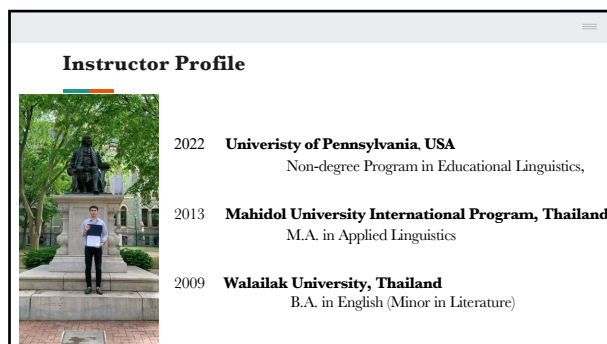 Instructor Profile
2022 Univeristy of Pennsylvania, USA
Non-degree Program in Educational Linguistics,
2013 Mahidol University International Program, Thailand
M.A. in Applied Linguistics
2009 Walailak University, Thailand
B.A. in English (Minor in Literature)